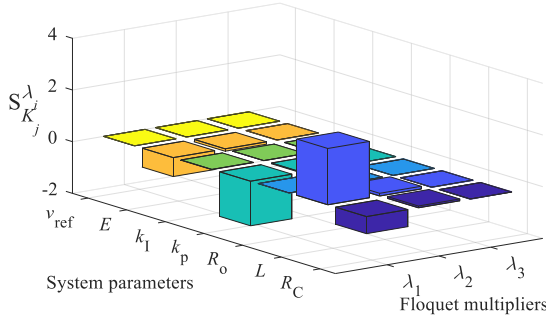 4
2
0
-2
S^{λ_i}_{K_j}
v_ref
E
k_I
k_p
R_o
L
R_C
System parameters
λ_1
λ_2
λ_3
Floquet multipliers